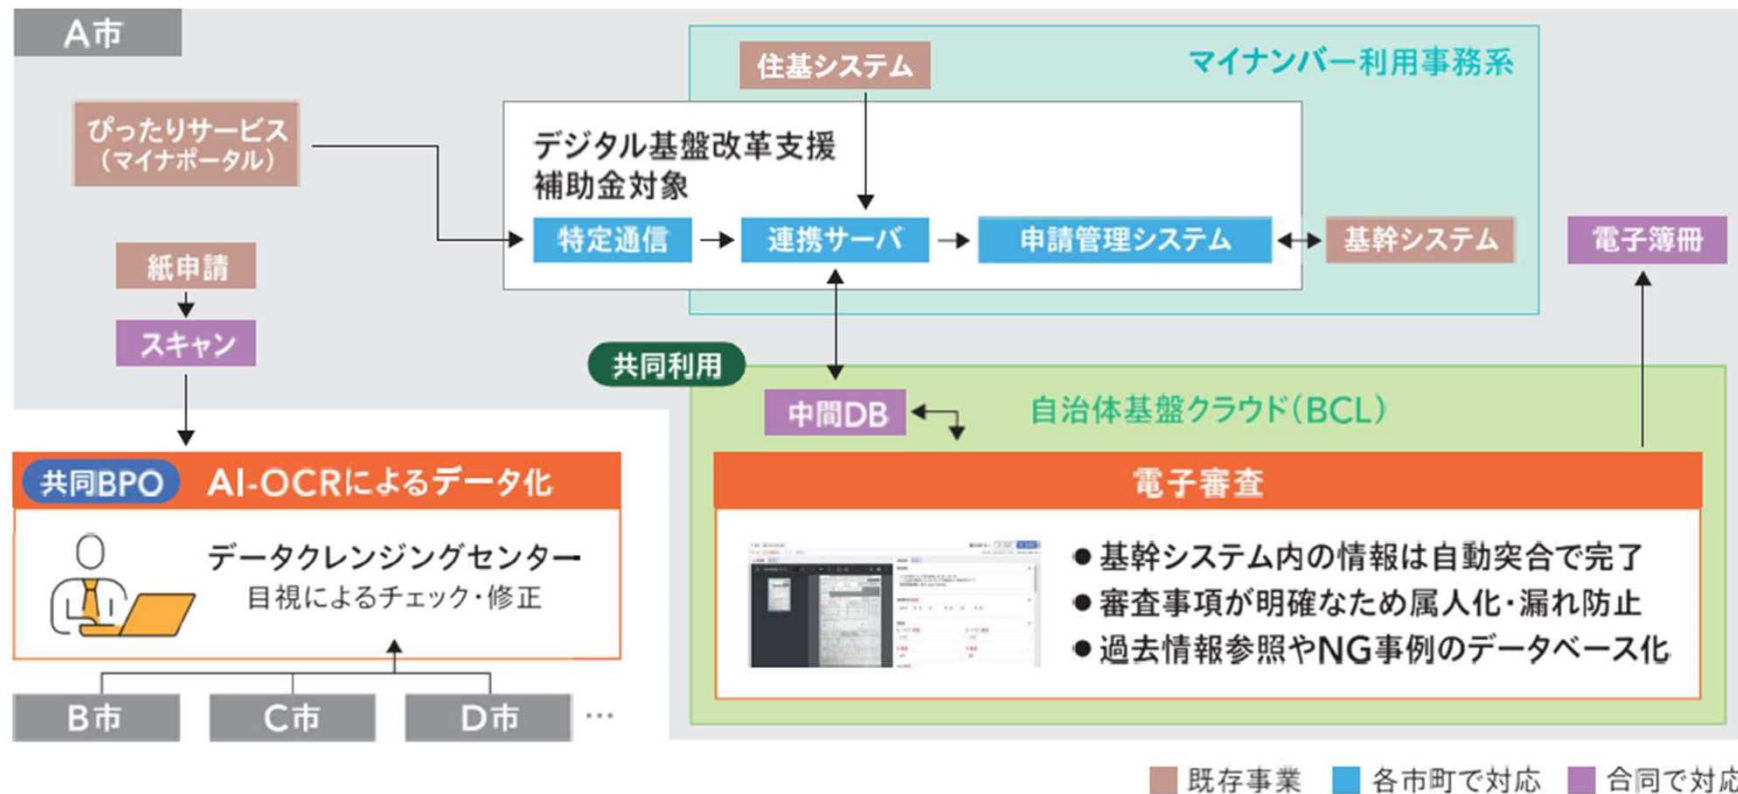 A市
住基システム
マイナンバー利用事務系
ぴったりサービス
(マイナポータル)
デジタル基盤改革支援
補助金対象
特定通信
連携サーバ
申請管理システム
基幹システム
電子簿冊
紙申請
スキャン
共同利用
中間DB
自治体基盤クラウド(BCL)
共同BPO
AI-OCRによるデータ化
データクレンジングセンター
目視によるチェック・修正
電子審査
●基幹システム内の情報は自動突合で完了
●審査事項が明確なため属人化・漏れ防止
●過去情報参照やNG事例のデータベース化
B市
C市
D市
…
既存事業
各市町で対応
合同で対応